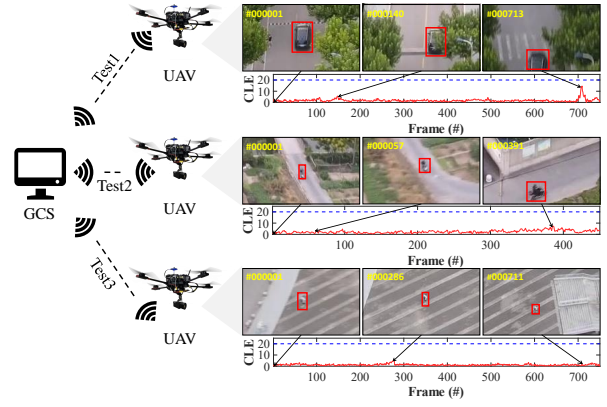 GCS
Test1
UAV
#000001 #000140 #000713
CLE
20
10
0
100 200 300 400 500 600 700
Frame (#)
Test2
UAV
#000001 #000057 #000391
CLE
20
10
0
100 200 300 400
Frame (#)
Test3
UAV
#000001 #000286 #000711
CLE
20
10
0
100 200 300 400 500 600 700
Frame (#)